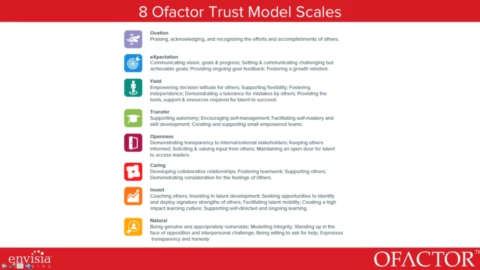 8 Ofactor Trust Model Scales
Ovation
Praising, acknowledging, and recognizing the efforts and accomplishments of others.
eXpectation
Communicating vision, goals & progress; Setting & communicating challenging but
achievable goals; Providing ongoing goal feedback; Fostering a growth mindset.
Yield
Empowering decision latitude for others; Supporting flexibility; Fostering
independence; Demonstrating a tolerance for mistakes by others; Providing the
tools, support & resources required for talent to succeed.
Transfer
Supporting autonomy; Encouraging self-management; Facilitating self-mastery and
skill development; Creating and supporting small empowered teams.
Openness
Demonstrating transparency to internal/external stakeholders; Keeping others
informed; Soliciting & valuing input from others; Maintaining an open door for talent
to access leaders.
Caring
Developing collaborative relationships; Fostering teamwork; Supporting others;
Demonstrating consideration for the feelings of others.
Invest
Coaching others; Investing in talent development; Seeking opportunities to identify
and deploy signature strengths of others; Facilitating talent mobility; Creating a high
impact learning culture; Supporting self-directed and ongoing learning.
Natural
Being genuine and appropriately vulnerable; Modelling integrity; Standing up in the
face of opposition and interpersonal challenge; Being willing to ask for help; Expresses
transparency and honesty
envisia
OFACTOR™